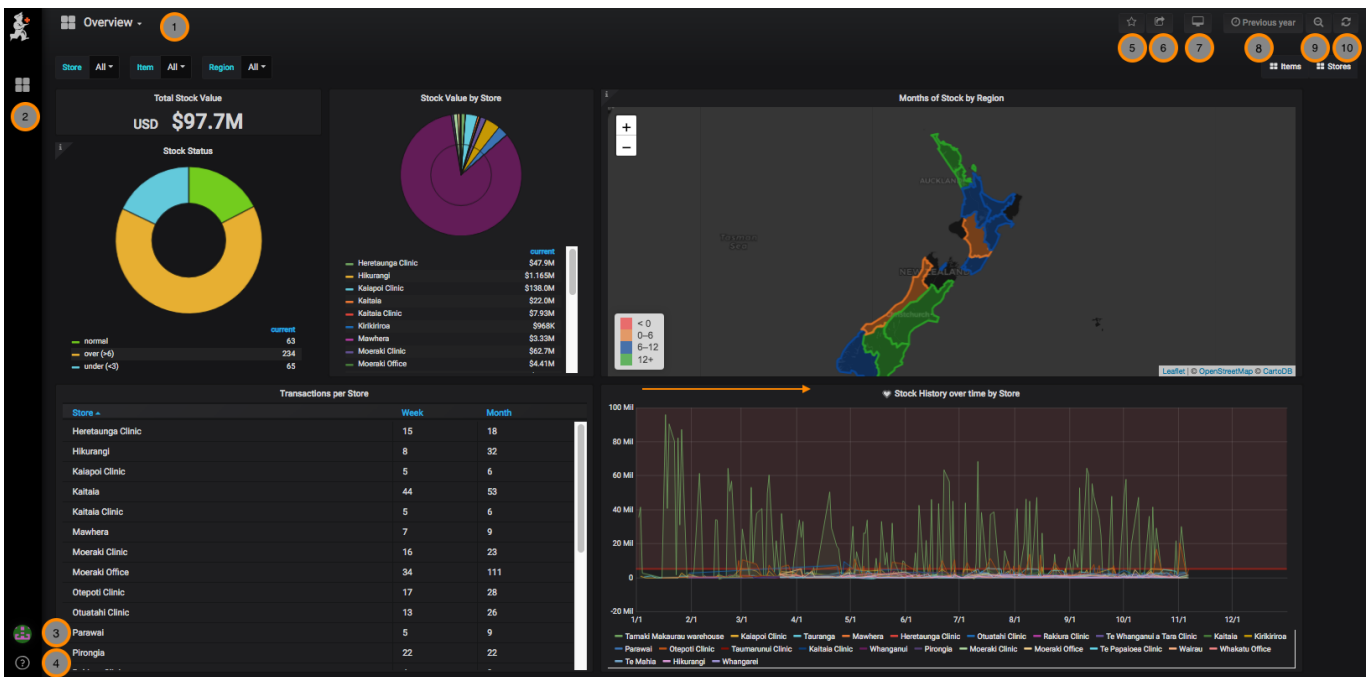 Overview
1
Previous year
5
6
7
8
9
10
Store All Item All Region All
Items Stores
2
Total Stock Value
USD $97.7M
Stock Status
current
normal 63
over (>6) 234
under (<3) 65
Stock Value by Store
current
Heretaunga Clinic $47.9M
Hikurangi $1.165M
Kaiapoi Clinic $138.0M
Kaitaia $22.0M
Kaitaia Clinic $7.93M
Kirikiriroa $968K
Mawhera $3.33M
Moeraki Clinic $62.7M
Moeraki Office $4.41M
Months of Stock by Region
+
−
AUCKLAND
Tasman
Sea
NEW ZEALAND
< 0
0–6
6–12
12+
Leaflet | © OpenStreetMap © CartoDB
Transactions per Store
Store Week Month
Heretaunga Clinic 15 18
Hikurangi 8 32
Kaiapoi Clinic 5 6
Kaitaia 44 53
Kaitaia Clinic 5 6
Mawhera 7 9
Moeraki Clinic 16 23
Moeraki Office 34 111
Otepoti Clinic 17 28
Otuatahi Clinic 13 26
Parawai 5 9
Pirongia 22 22
3
4
?
Stock History over time by Store
100 Mil
80 Mil
60 Mil
40 Mil
20 Mil
0
-20 Mil
1/1 2/1 3/1 4/1 5/1 6/1 7/1 8/1 9/1 10/1 11/1 12/1
Tamaki Makaurau warehouse Kaiapoi Clinic Tauranga Mawhera Heretaunga Clinic Otuatahi Clinic Rakiura Clinic Te Whanganui a Tara Clinic Kaitaia Kirikiriroa
Parawai Otepoti Clinic Taumarunui Clinic Kaitaia Clinic Whanganui Pirongia Moeraki Clinic Moeraki Office Te Papaioea Clinic Wairau Whakatu Office
Te Mahia Hikurangi Whangarei